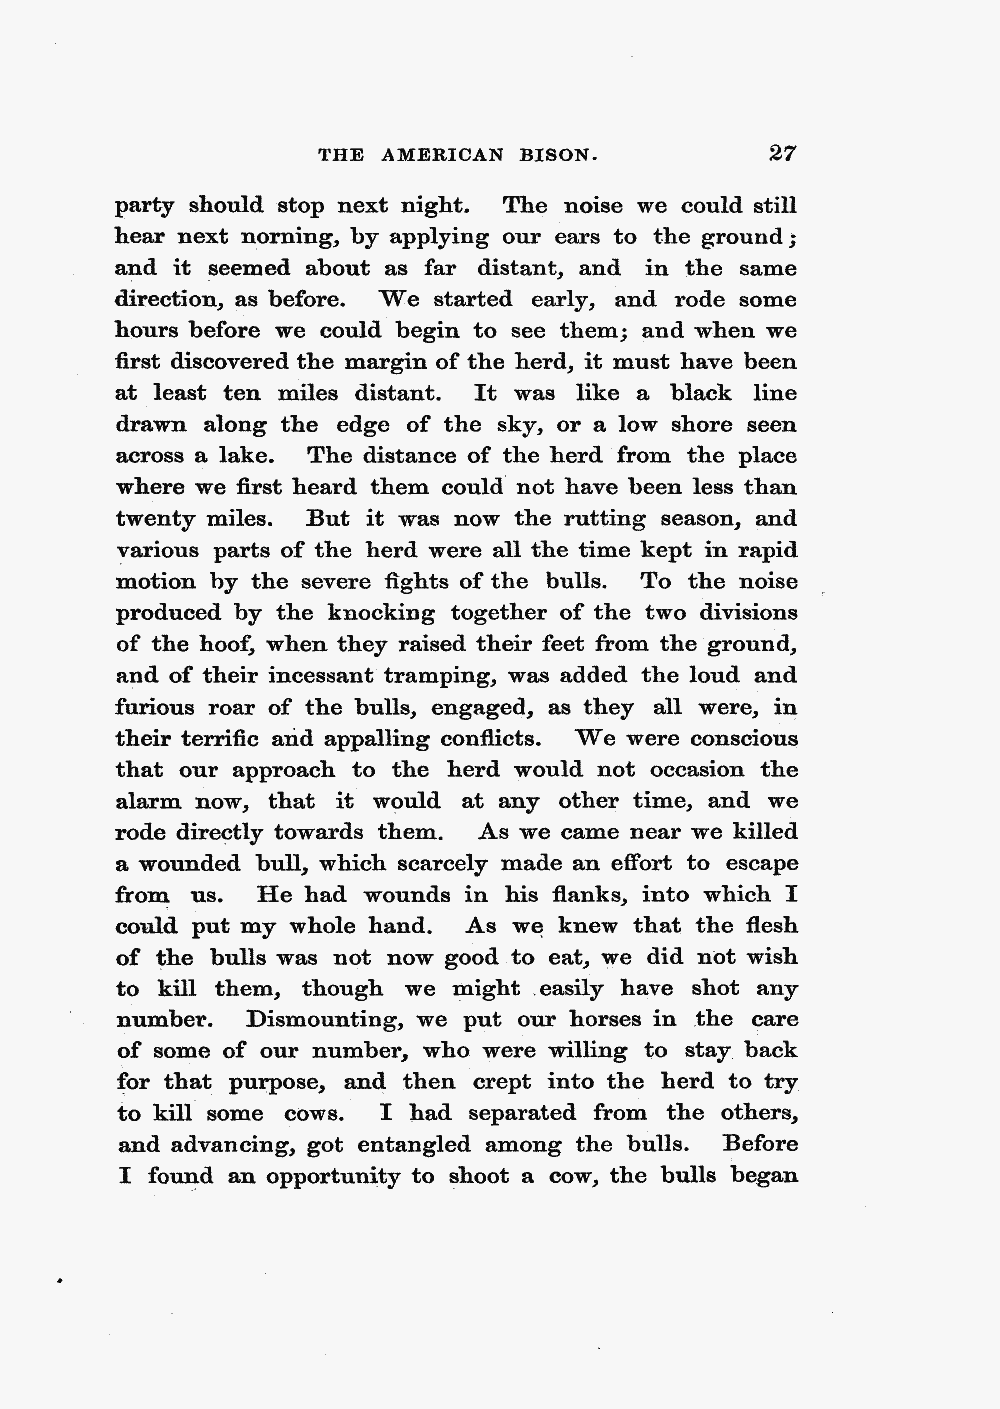 THE AMERICAN BISON. 27
party should stop next night. The noise we could still
hear next norning, by applying our ears to the ground;
and it seemed about as far distant, and in the same
direction, as before. We started early, and rode some
hours before we could begin to see them; and when we
first discovered the margin of the herd, it must have been
at least ten miles distant. It was like a black line
drawn along the edge of the sky, or a low shore seen
across a lake. The distance of the herd from the place
where we first heard them could not have been less than
twenty miles. But it was now the rutting season, and
various parts of the herd were all the time kept in rapid
motion by the severe fights of the bulls. To the noise
produced by the knocking together of the two divisions
of the hoof, when they raised their feet from the ground,
and of their incessant tramping, was added the loud and
furious roar of the bulls, engaged, as they all were, in
their terrific and appalling conflicts. We were conscious
that our approach to the herd would not occasion the
alarm now, that it would at any other time, and we
rode directly towards them. As we came near we killed
a wounded bull, which scarcely made an effort to escape
from us. He had wounds in his flanks, into which I
could put my whole hand. As we knew that the flesh
of the bulls was not now good to eat, we did not wish
to kill them, though we might easily have shot any
number. Dismounting, we put our horses in the care
of some of our number, who were willing to stay back
for that purpose, and then crept into the herd to try
to kill some cows. I had separated from the others,
and advancing, got entangled among the bulls. Before
I found an opportunity to shoot a cow, the bulls began